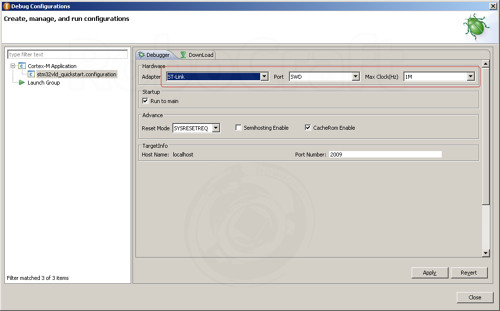 Debug Configurations
Create, manage, and run configurations
type filter text
Cortex-M Application
stm32vld_quickstart.configuration
Launch Group
Filter matched 3 of 3 items
Debugger DownLoad
Hardware
Adapter ST-Link Port SWD Max Clock(Hz) 1M
Startup
Run to main
Advance
Reset Mode SYSRESETREQ Semihosting Enable CacheRom Enable
TargetInfo
Host Name: localhost Port Number: 2009
Apply Revert
Close